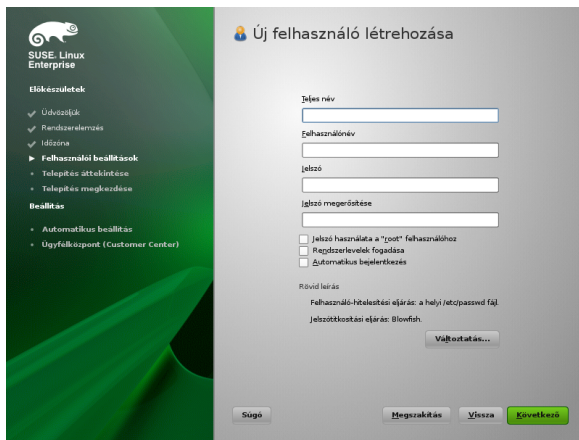 SUSE. Linux
Enterprise
Előkészületek
Üdvözöljük
Rendszerelemzés
Időzóna
Felhasználói beállítások
Telepítés áttekintése
Telepítés megkezdése
Beállítás
Automatikus beállítás
Ügyfélközpont (Customer Center)
Új felhasználó létrehozása
Teljes név
Felhasználónév
Jelszó
Jelszó megerősítése
Jelszó használata a "root" felhasználóhoz
Rendszerlevelek fogadása
Automatikus bejelentkezés
Rövid leírás
Felhasználó-hitelesítési eljárás: a helyi /etc/passwd fájl.
Jelszótitkosítási eljárás: Blowfish.
Változtatás...
Súgó
Megszakítás
Vissza
Következő